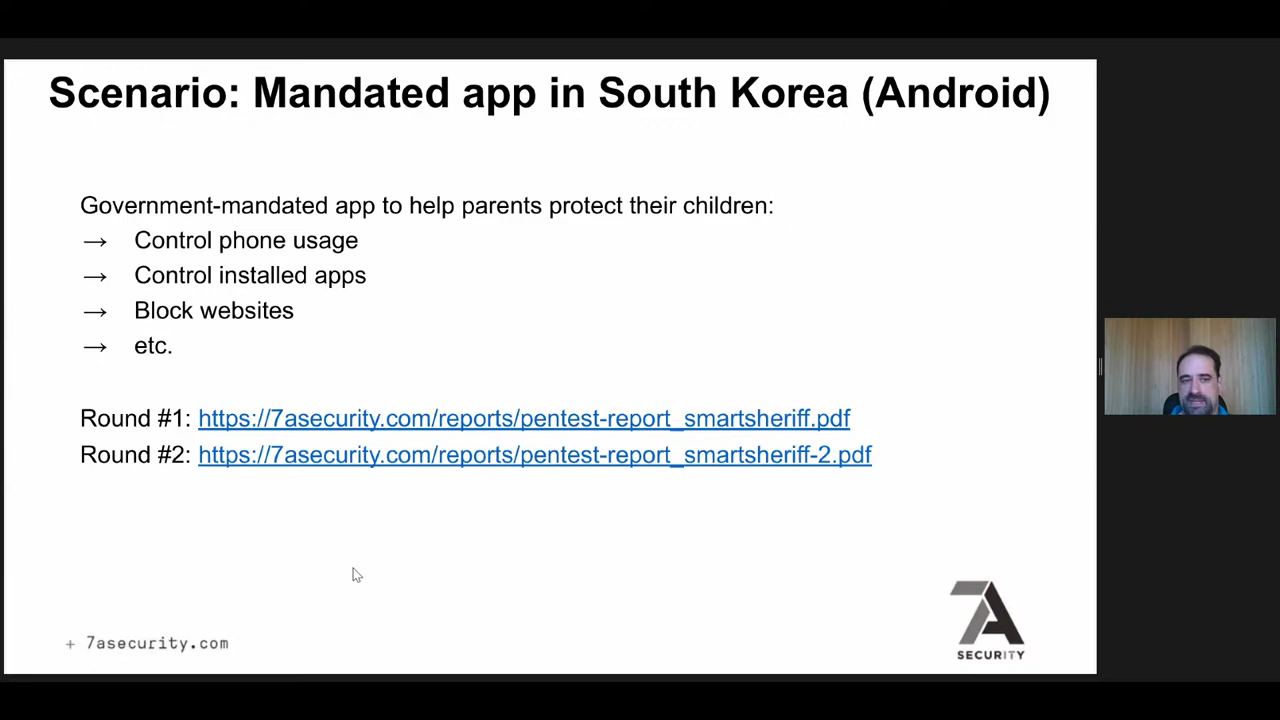 Scenario: Mandated app in South Korea (Android)
Government-mandated app to help parents protect their children:
→ Control phone usage
→ Control installed apps
→ Block websites
→ etc.
Round #1: https://7asecurity.com/reports/pentest-report_smartsheriff.pdf
Round #2: https://7asecurity.com/reports/pentest-report_smartsheriff-2.pdf
+ 7asecurity.com
7A
SECURITY